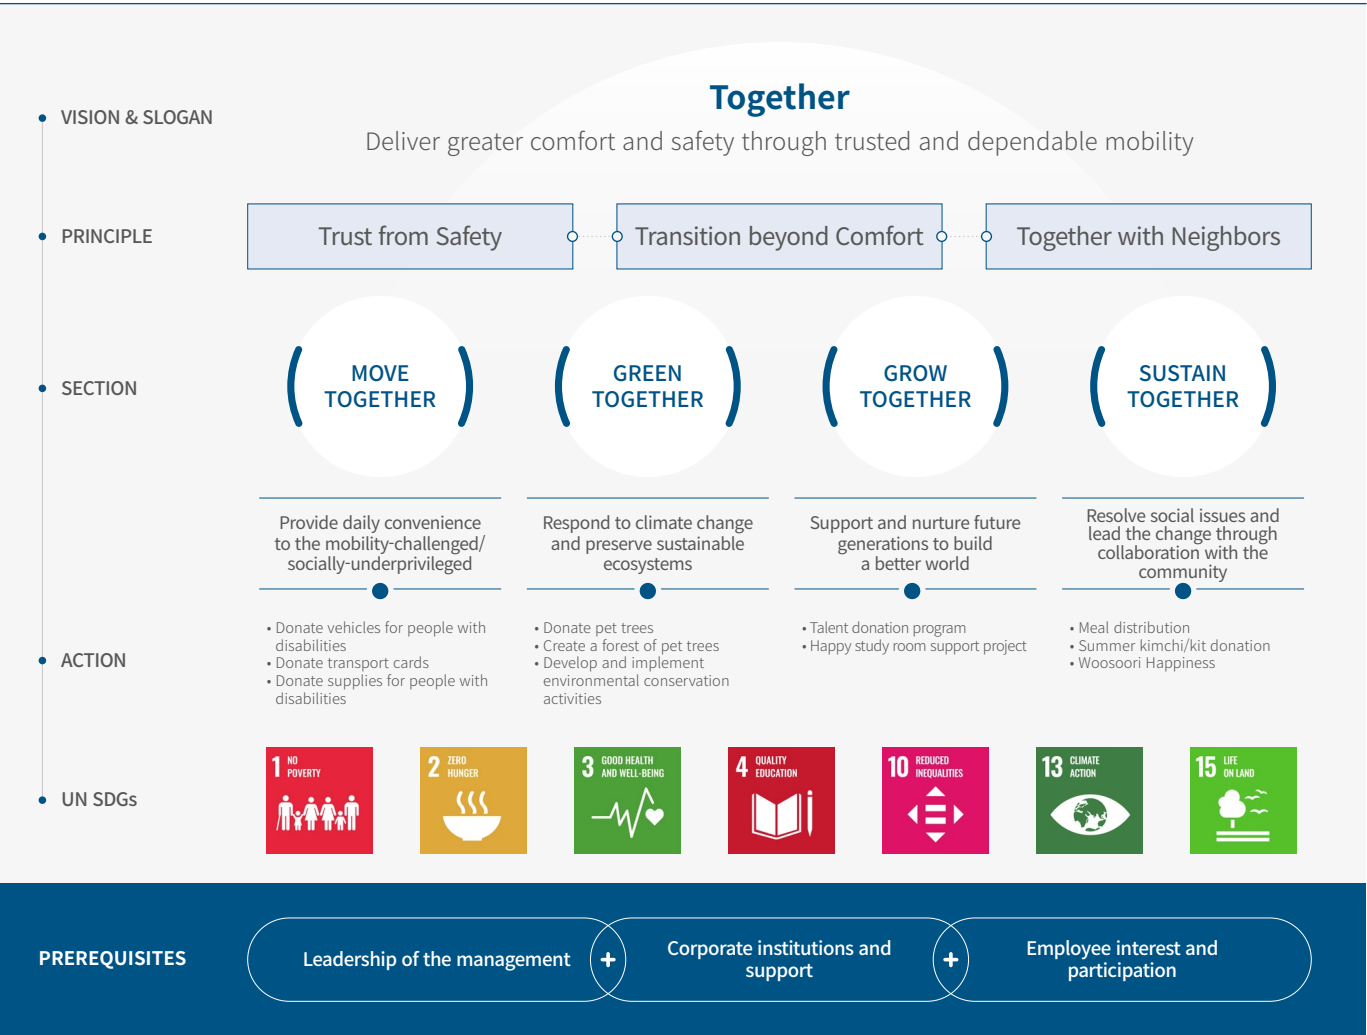 VISION & SLOGAN
Together
Deliver greater comfort and safety through trusted and dependable mobility
PRINCIPLE
Trust from Safety
Transition beyond Comfort
Together with Neighbors
SECTION
MOVE
TOGETHER
GREEN
TOGETHER
GROW
TOGETHER
SUSTAIN
TOGETHER
Provide daily convenience
to the mobility-challenged/
socially-underprivileged
Respond to climate change
and preserve sustainable
ecosystems
Support and nurture future
generations to build
a better world
Resolve social issues and
lead the change through
collaboration with the
community
ACTION
• Donate vehicles for people with
disabilities
• Donate transport cards
• Donate supplies for people with
disabilities
• Donate pet trees
• Create a forest of pet trees
• Develop and implement
environmental conservation
activities
• Talent donation program
• Happy study room support project
• Meal distribution
• Summer kimchi/kit donation
• Woosoori Happiness
UN SDGs
1 NO
POVERTY
2 ZERO
HUNGER
3 GOOD HEALTH
AND WELL-BEING
4 QUALITY
EDUCATION
10 REDUCED
INEQUALITIES
13 CLIMATE
ACTION
15 LIFE
ON LAND
PREREQUISITES
Leadership of the management
+
Corporate institutions and
support
+
Employee interest and
participation